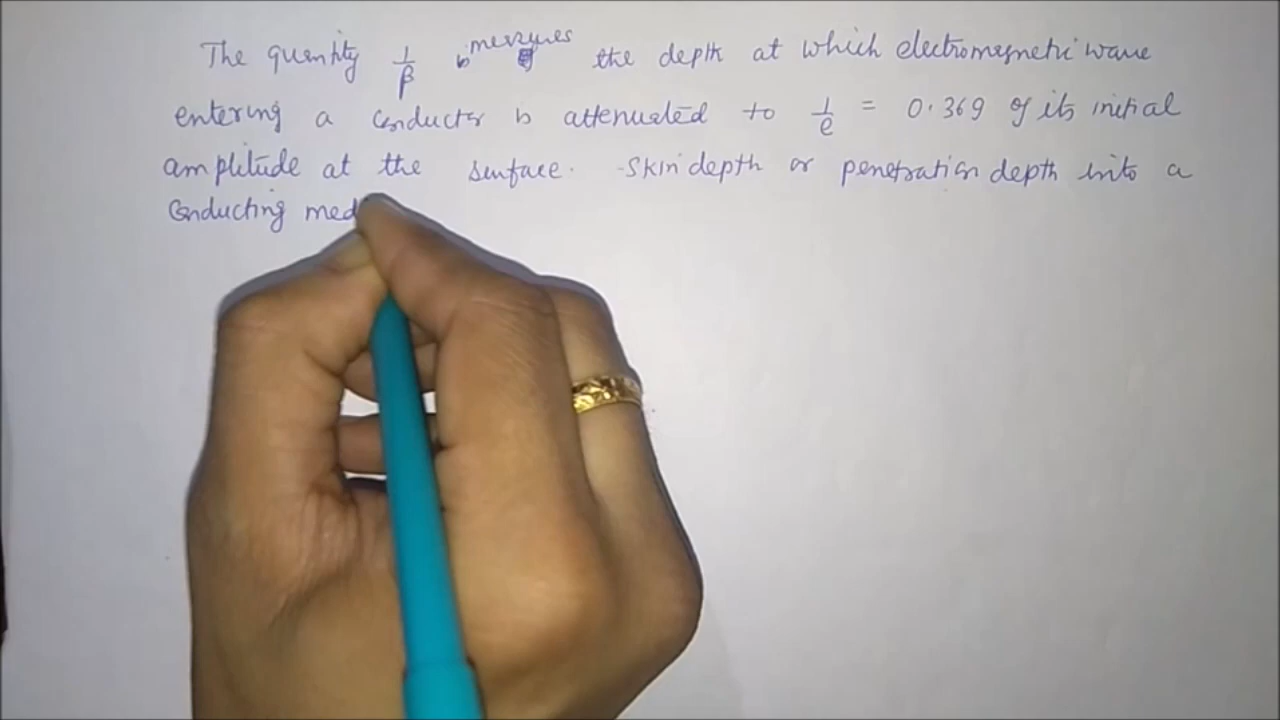 The quantity 1/β measures the depth at which electromagnetic wave
entering a conductor is attenuated to 1/e = 0.369 of its initial
amplitude at the surface. Skin depth or penetration depth into a
Conducting med